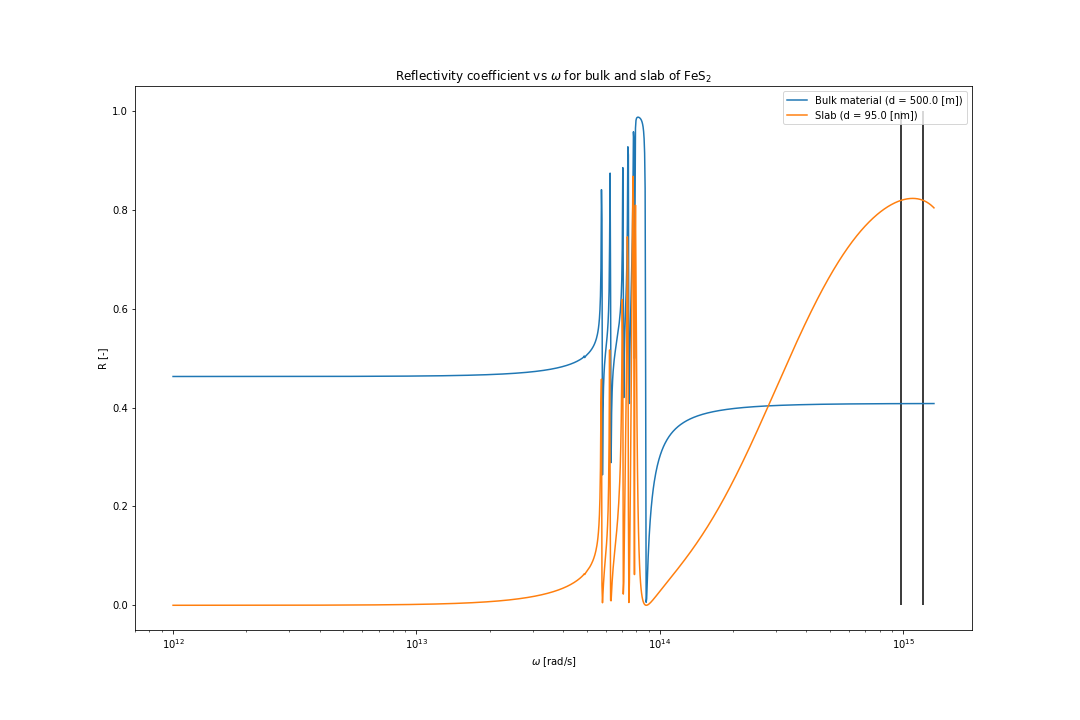 Reflectivity coefficient vs ω for bulk and slab of FeS₂
Bulk material (d = 500.0 [m])
Slab (d = 95.0 [nm])
1.0
0.8
0.6
0.4
0.2
0.0
R [-]
10¹² 10¹³ 10¹⁴ 10¹⁵
ω [rad/s]